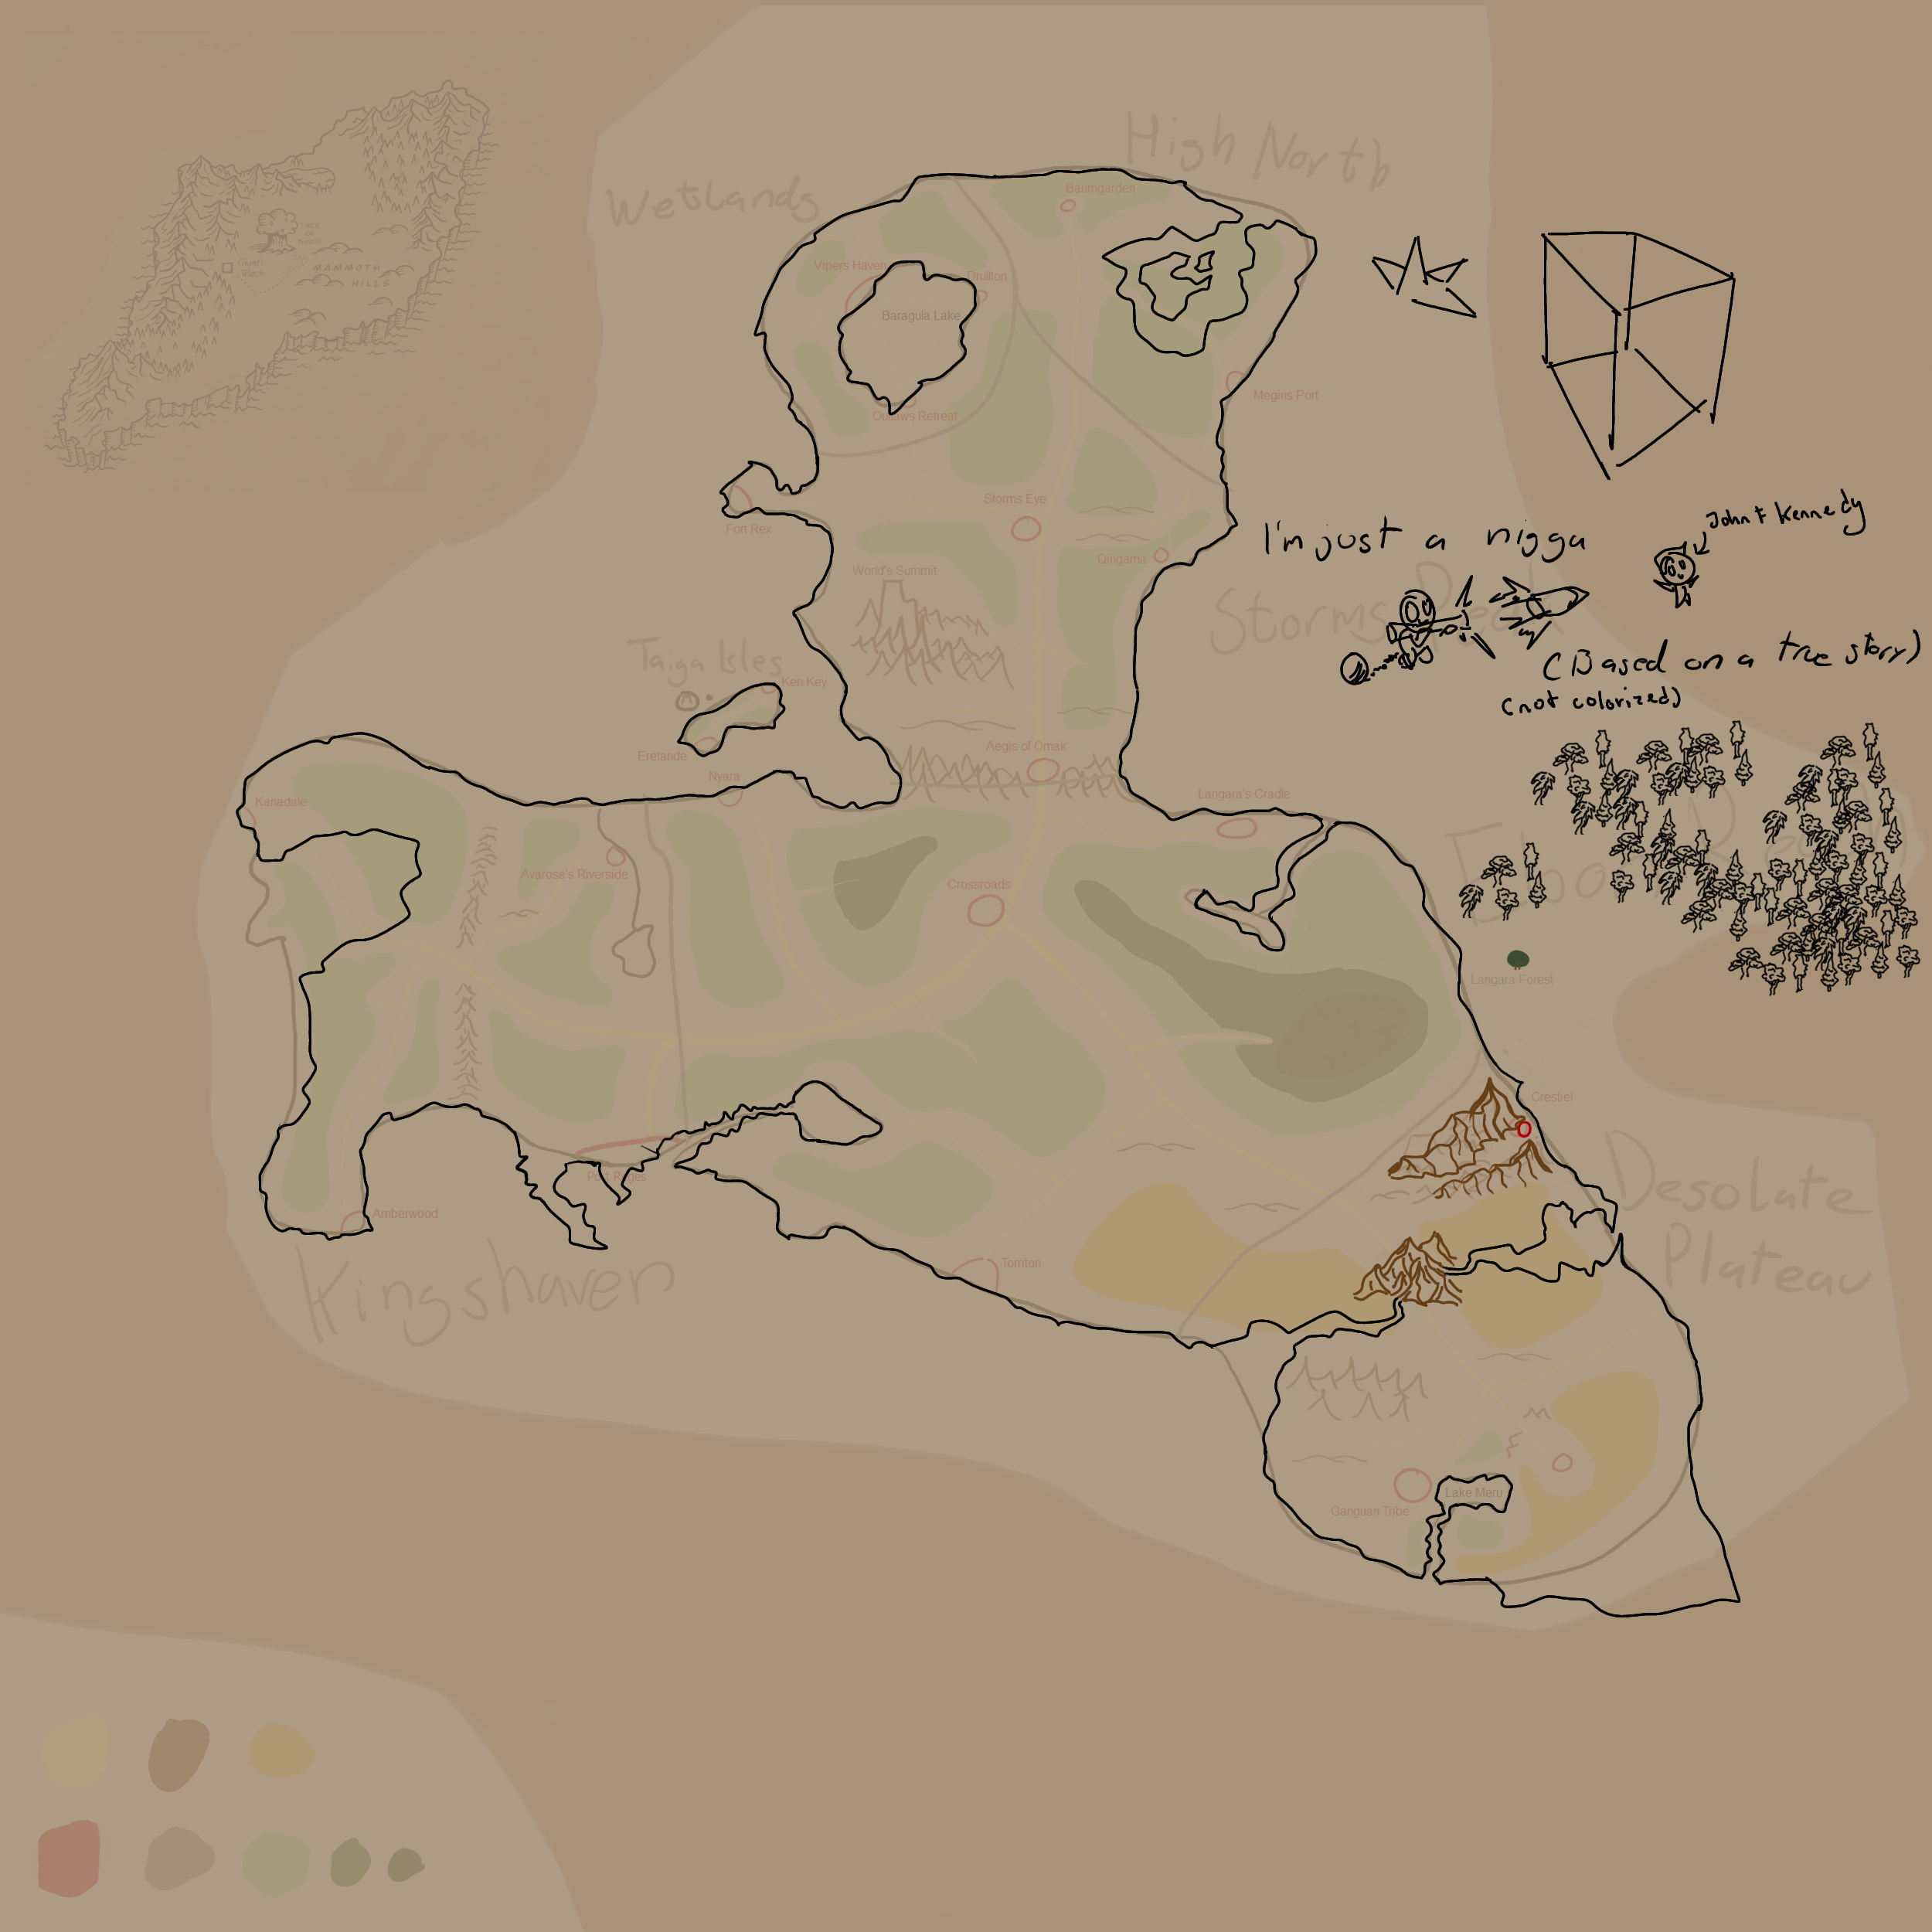 High North
Wetlands
Baumgarden
TREE
OF
Giant's
Watch
MAMMOTH
HILLS
Vipers Haven
Drullton
Baragula Lake
Megins Port
Outlaws Retreat
Storms Eye
Fort Rex
John F Kennedy
I'm just a nigga
Qingama
World's Summit
Storms
Taiga Isles
(Based on a true story)
Ken Key
(not colorized)
Eretande
Aegis of Omak
Nyara
Langara's Cradle
Kanadale
Avarosa's Riverside
Crossroads
Langara Forest
Crestiel
Desolate
Plateau
Amberwood
Kingshaven
Torriton
Lake Meru
Ganguan Tribe